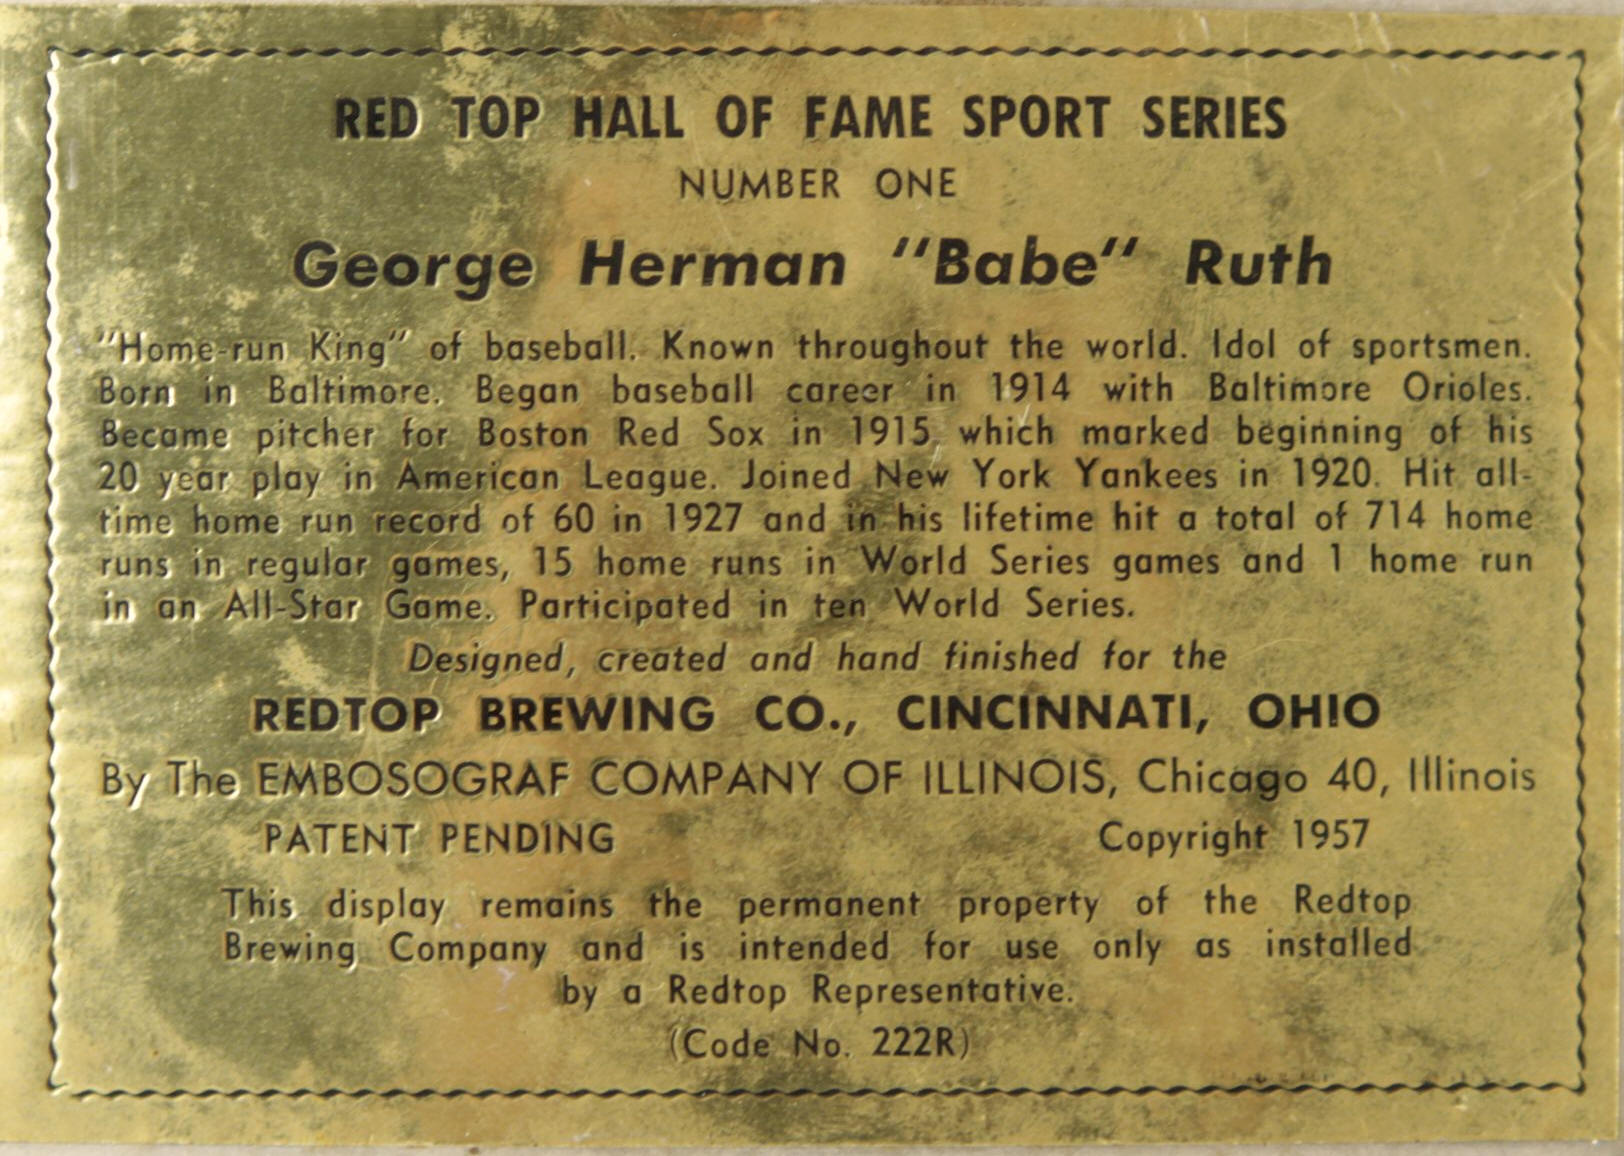 RED TOP HALL OF FAME SPORT SERIES
NUMBER ONE
George Herman "Babe" Ruth
"Home-run King" of baseball. Known throughout the world. Idol of sportsmen.
Born in Baltimore. Began baseball career in 1914 with Baltimore Orioles.
Became pitcher for Boston Red Sox in 1915, which marked beginning of his
20 year play in American League. Joined New York Yankees in 1920. Hit all-
time home run record of 60 in 1927 and in his lifetime hit a total of 714 home
runs in regular games, 15 home runs in World Series games and 1 home run
in an All-Star Game. Participated in ten World Series.
Designed, created and hand finished for the
REDTOP BREWING CO., CINCINNATI, OHIO
By The EMBOSOGRAF COMPANY OF ILLINOIS, Chicago 40, Illinois
PATENT PENDING Copyright 1957
This display remains the permanent property of the Redtop
Brewing Company and is intended for use only as installed
by a Redtop Representative.
(Code No. 222R)